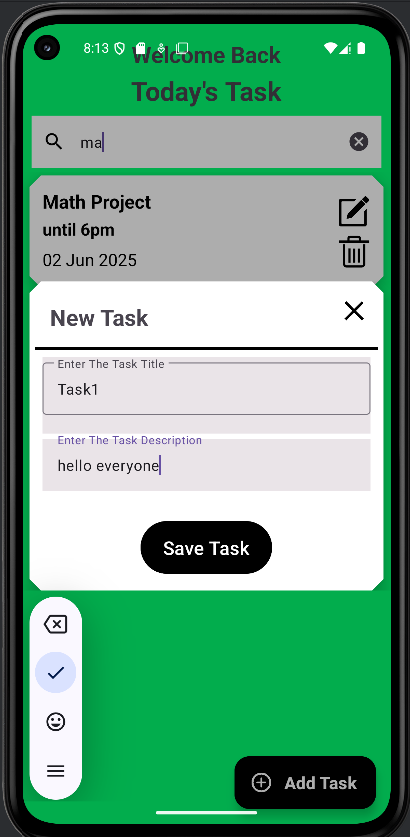 8:13
Welcome Back
Today's Task
ma
Math Project
until 6pm
02 Jun 2025
New Task
Enter The Task Title
Task1
Enter The Task Description
hello everyone
Save Task
Add Task